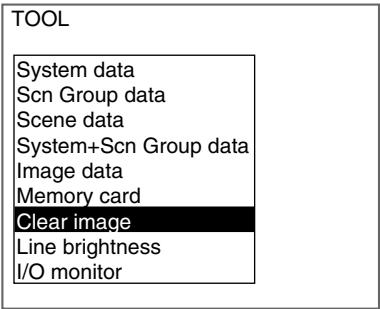 TOOL
System data
Scn Group data
Scene data
System+Scn Group data
Image data
Memory card
Clear image
Line brightness
I/O monitor